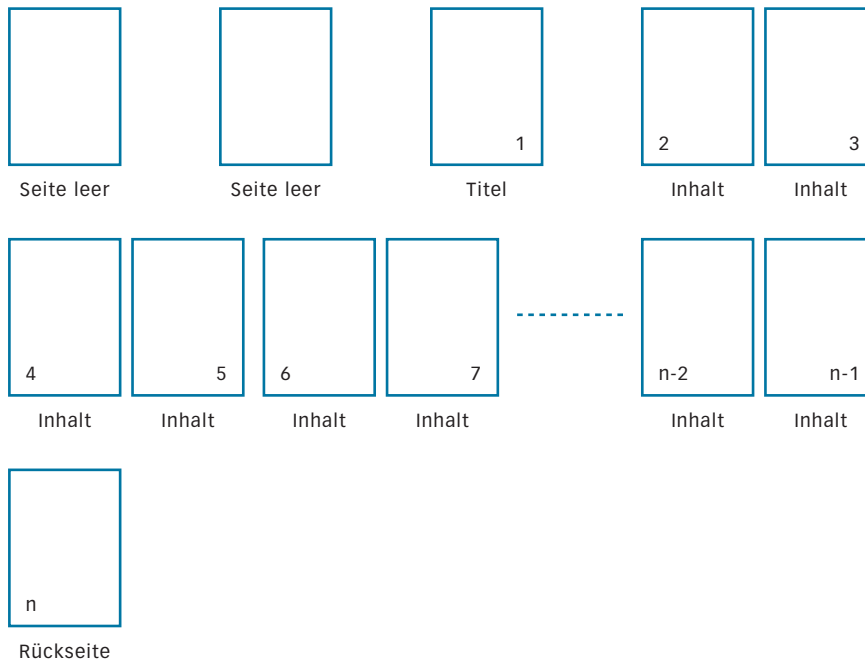 1 2 3
Seite leer Seite leer Titel Inhalt Inhalt
4 5 6 7 n-2 n-1
Inhalt Inhalt Inhalt Inhalt Inhalt Inhalt
n
Rückseite